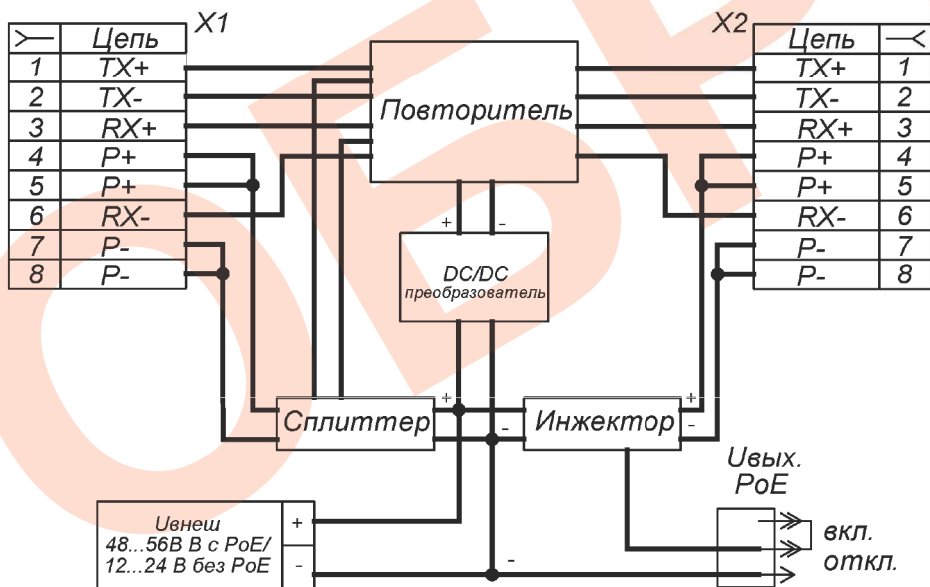 X1
Цепь
1 TX+
2 TX-
3 RX+
4 P+
5 P+
6 RX-
7 P-
8 P-
Повторитель
+ -
DC/DC
преобразователь
X2
Цепь
TX+ 1
TX- 2
RX+ 3
P+ 4
P+ 5
RX- 6
P- 7
P- 8
Сплиттер
+
-
Инжектор
+
-
Uвнеш
48...56В В с PoE/
12...24 В без PoE
+
-
-
Uвых.
PoE
вкл.
откл.
ОБР